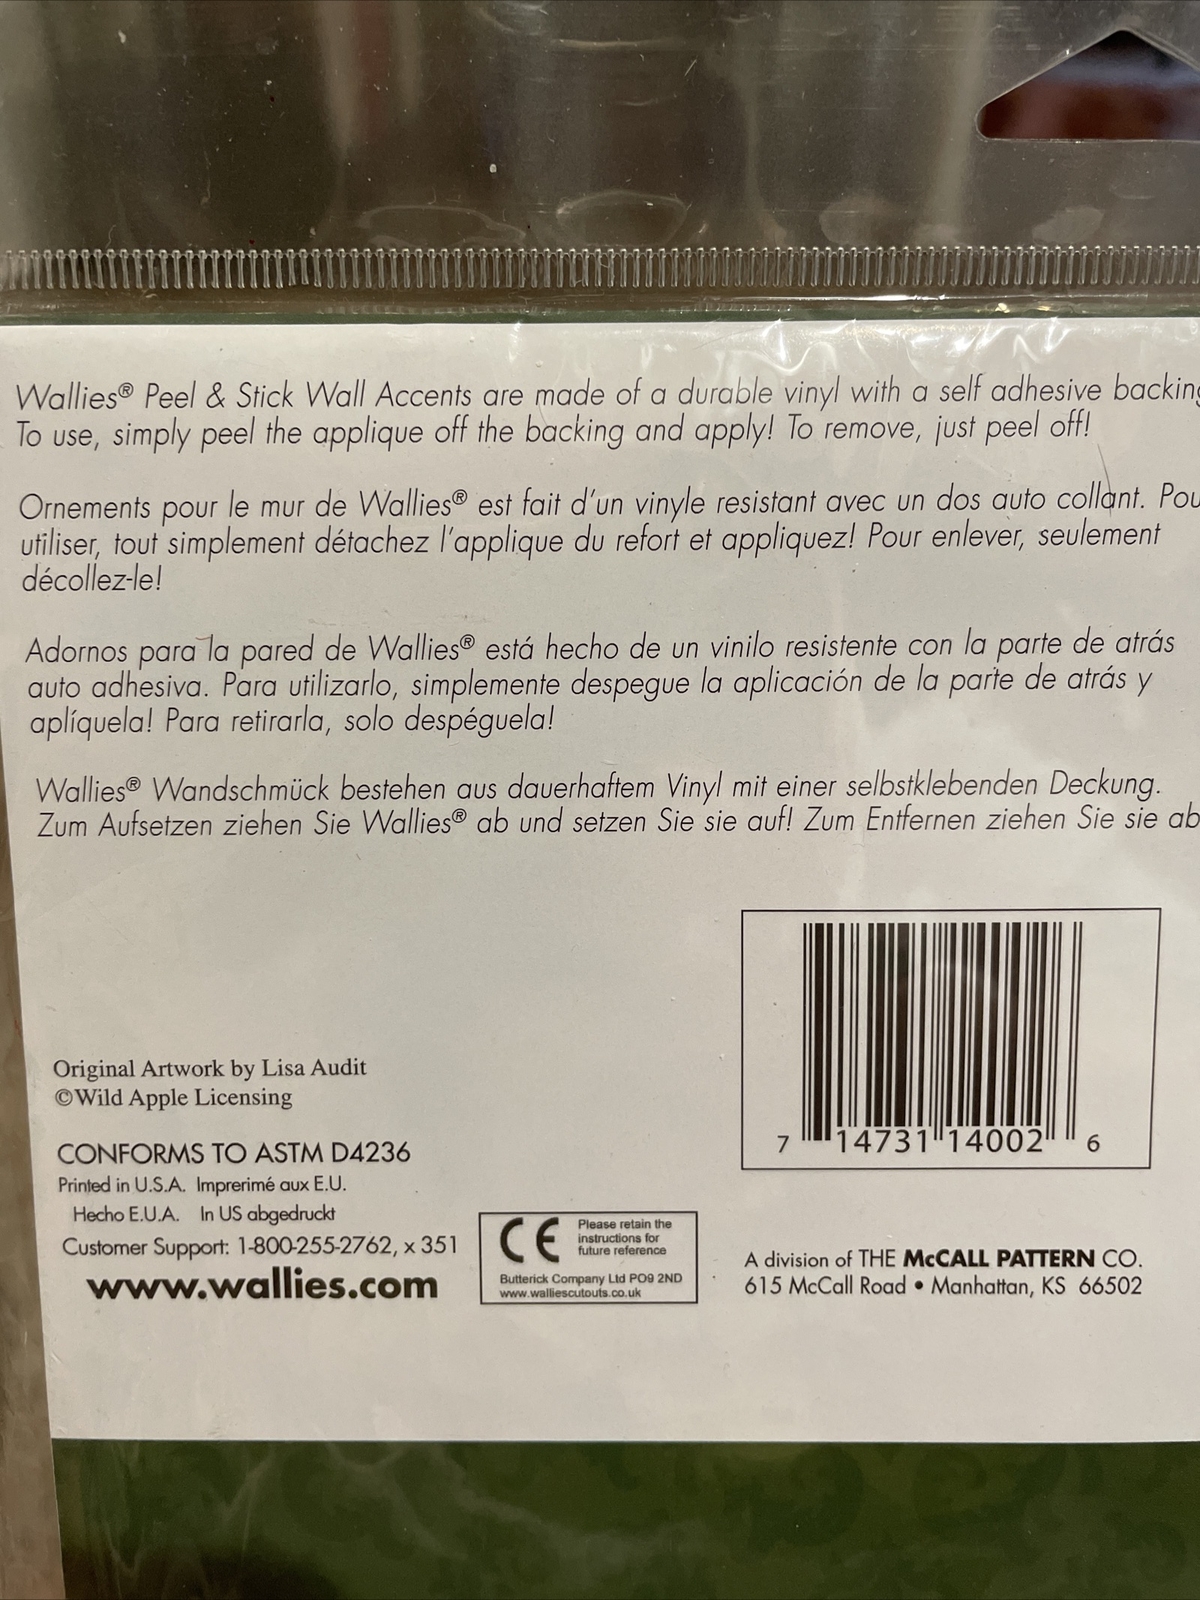 Wallies® Peel & Stick Wall Accents are made of a durable vinyl with a self adhesive backing
To use, simply peel the applique off the backing and apply! To remove, just peel off!
Ornements pour le mur de Wallies® est fait d'un vinyle resistant avec un dos auto collant. Pou
utiliser, tout simplement détachez l'applique du refort et appliquez! Pour enlever, seulement
décollez-le!
Adornos para la pared de Wallies® está hecho de un vinilo resistente con la parte de atrás
auto adhesiva. Para utilizarlo, simplemente despegue la aplicación de la parte de atrás y
aplíquela! Para retirarla, solo despéguela!
Wallies® Wandschmück bestehen aus dauerhaftem Vinyl mit einer selbstklebenden Deckung.
Zum Aufsetzen ziehen Sie Wallies® ab und setzen Sie sie auf! Zum Entfernen ziehen Sie sie ab
7 14731 14002 6
Original Artwork by Lisa Audit
©Wild Apple Licensing
CONFORMS TO ASTM D4236
Printed in U.S.A. Imprerimé aux E.U.
Hecho E.U.A. In US abgedruckt
Customer Support: 1-800-255-2762, x 351
www.wallies.com
CE
Please retain the
instructions for
future reference
Butterick Company Ltd PO9 2ND
www.walliescutouts.co.uk
A division of THE McCALL PATTERN CO.
615 McCall Road • Manhattan, KS 66502